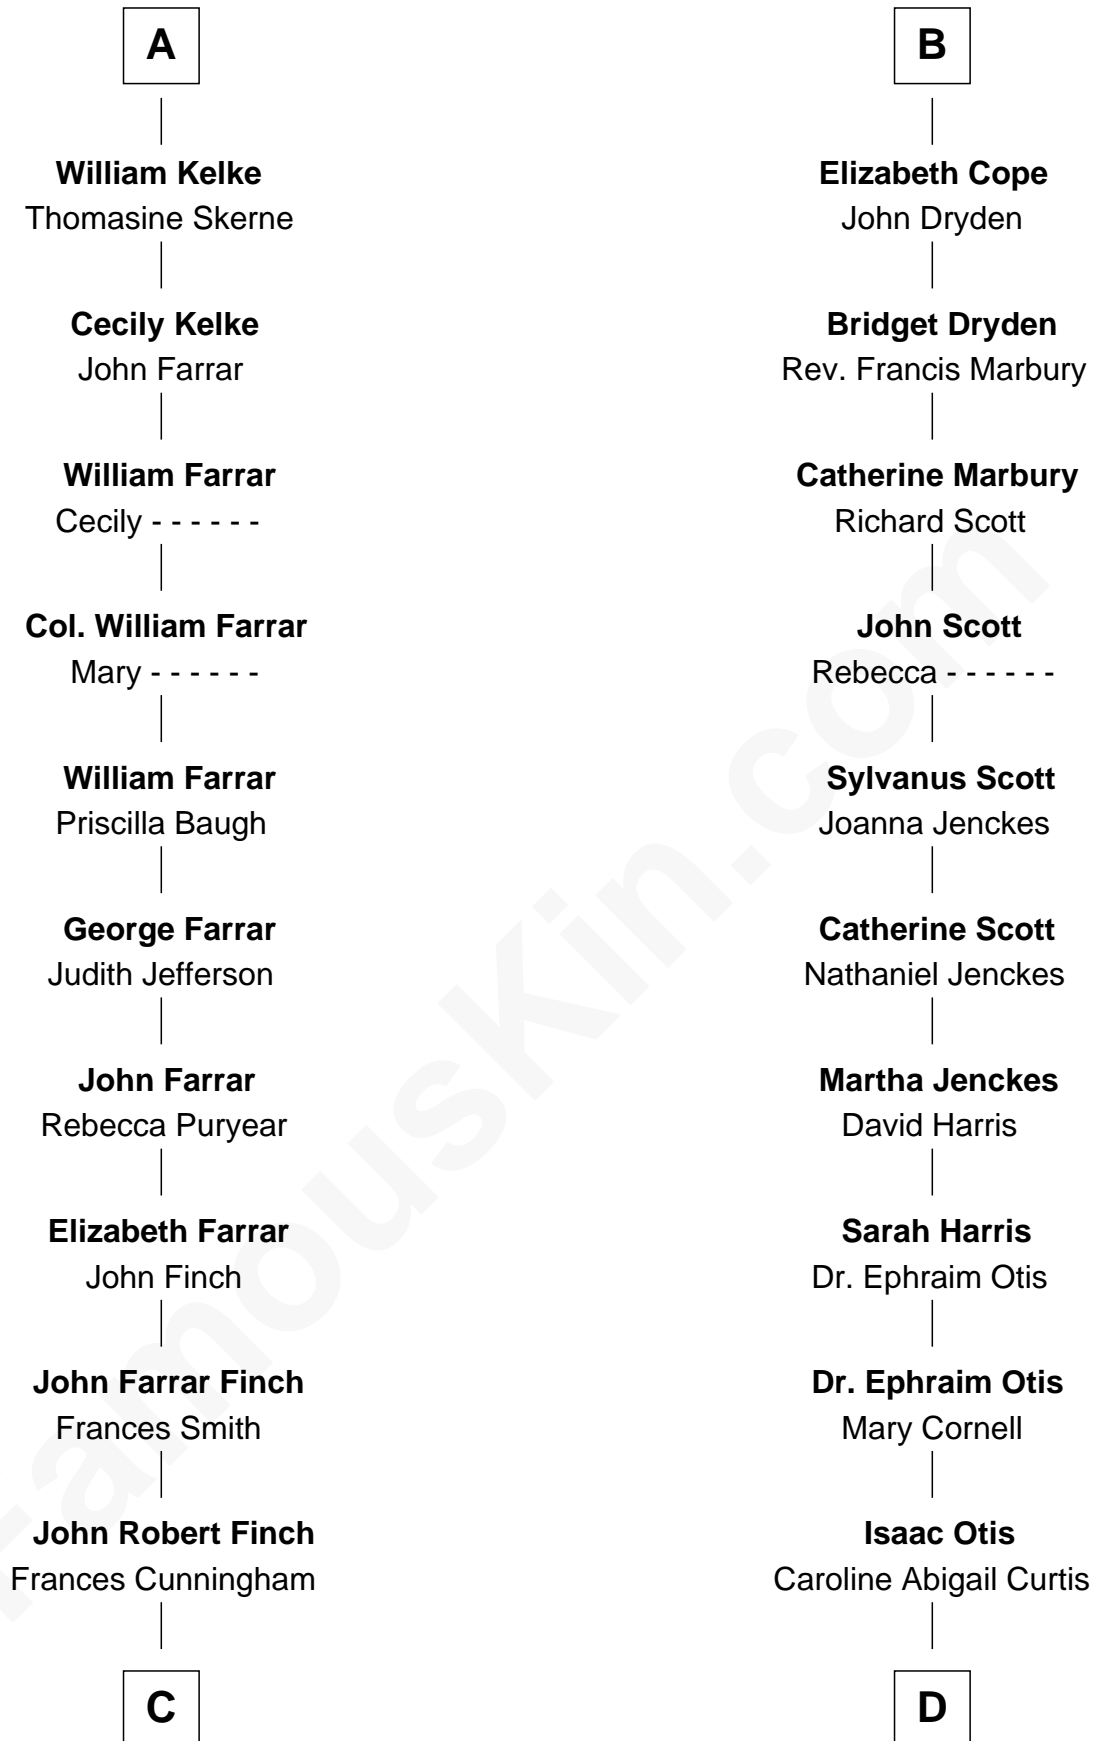 A
William Kelke
Thomasine Skerne
Cecily Kelke
John Farrar
William Farrar
Cecily - - - - - -
Col. William Farrar
Mary - - - - - -
William Farrar
Priscilla Baugh
George Farrar
Judith Jefferson
John Farrar
Rebecca Puryear
Elizabeth Farrar
John Finch
John Farrar Finch
Frances Smith
John Robert Finch
Frances Cunningham
C
B
Elizabeth Cope
John Dryden
Bridget Dryden
Rev. Francis Marbury
Catherine Marbury
Richard Scott
John Scott
Rebecca - - - - - -
Sylvanus Scott
Joanna Jenckes
Catherine Scott
Nathaniel Jenckes
Martha Jenckes
David Harris
Sarah Harris
Dr. Ephraim Otis
Dr. Ephraim Otis
Mary Cornell
Isaac Otis
Caroline Abigail Curtis
D
FamousKin.com